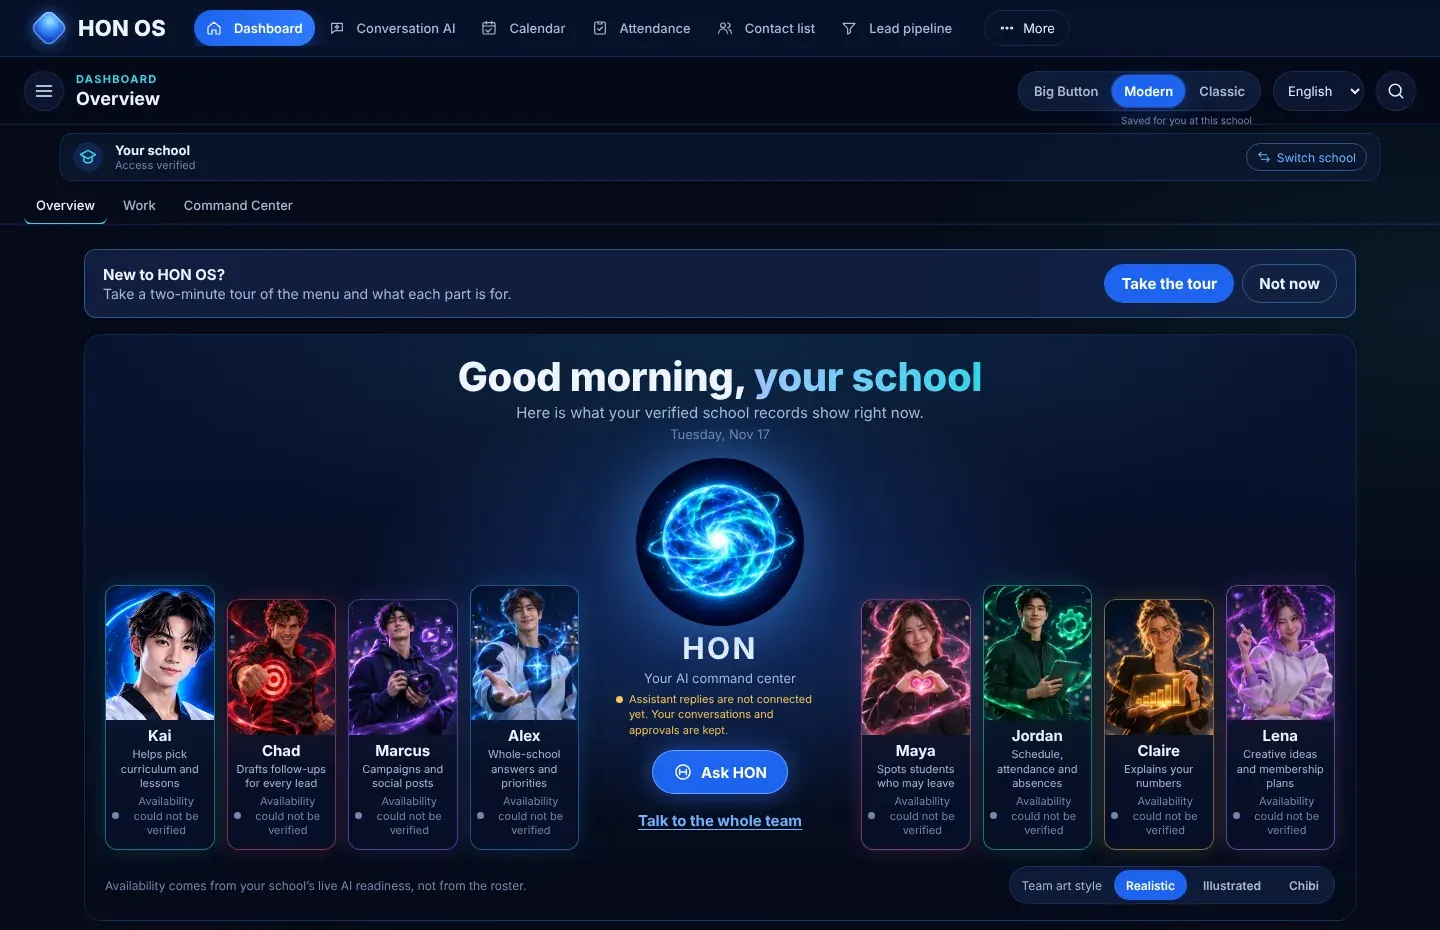 HON OS
Dashboard
Conversation AI
Calendar
Attendance
Contact list
Lead pipeline
More
DASHBOARD
Overview
Big Button
Modern
Classic
English
Saved for you at this school
Your school
Access verified
Switch school
Overview
Work
Command Center
New to HON OS?
Take a two-minute tour of the menu and what each part is for.
Take the tour
Not now
Good morning, your school
Here is what your verified school records show right now.
Tuesday, Nov 17
HON
Your AI command center
Assistant replies are not connected
yet. Your conversations and
approvals are kept.
Ask HON
Talk to the whole team
Kai
Helps pick
curriculum and
lessons
Availability
could not be
verified
Chad
Drafts follow-ups
for every lead
Availability
could not be
verified
Marcus
Campaigns and
social posts
Availability
could not be
verified
Alex
Whole-school
answers and
priorities
Availability
could not be
verified
Maya
Spots students
who may leave
Availability
could not be
verified
Jordan
Schedule,
attendance and
absences
Availability
could not be
verified
Claire
Explains your
numbers
Availability
could not be
verified
Lena
Creative ideas
and membership
plans
Availability
could not be
verified
Availability comes from your school’s live AI readiness, not from the roster.
Team art style
Realistic
Illustrated
Chibi